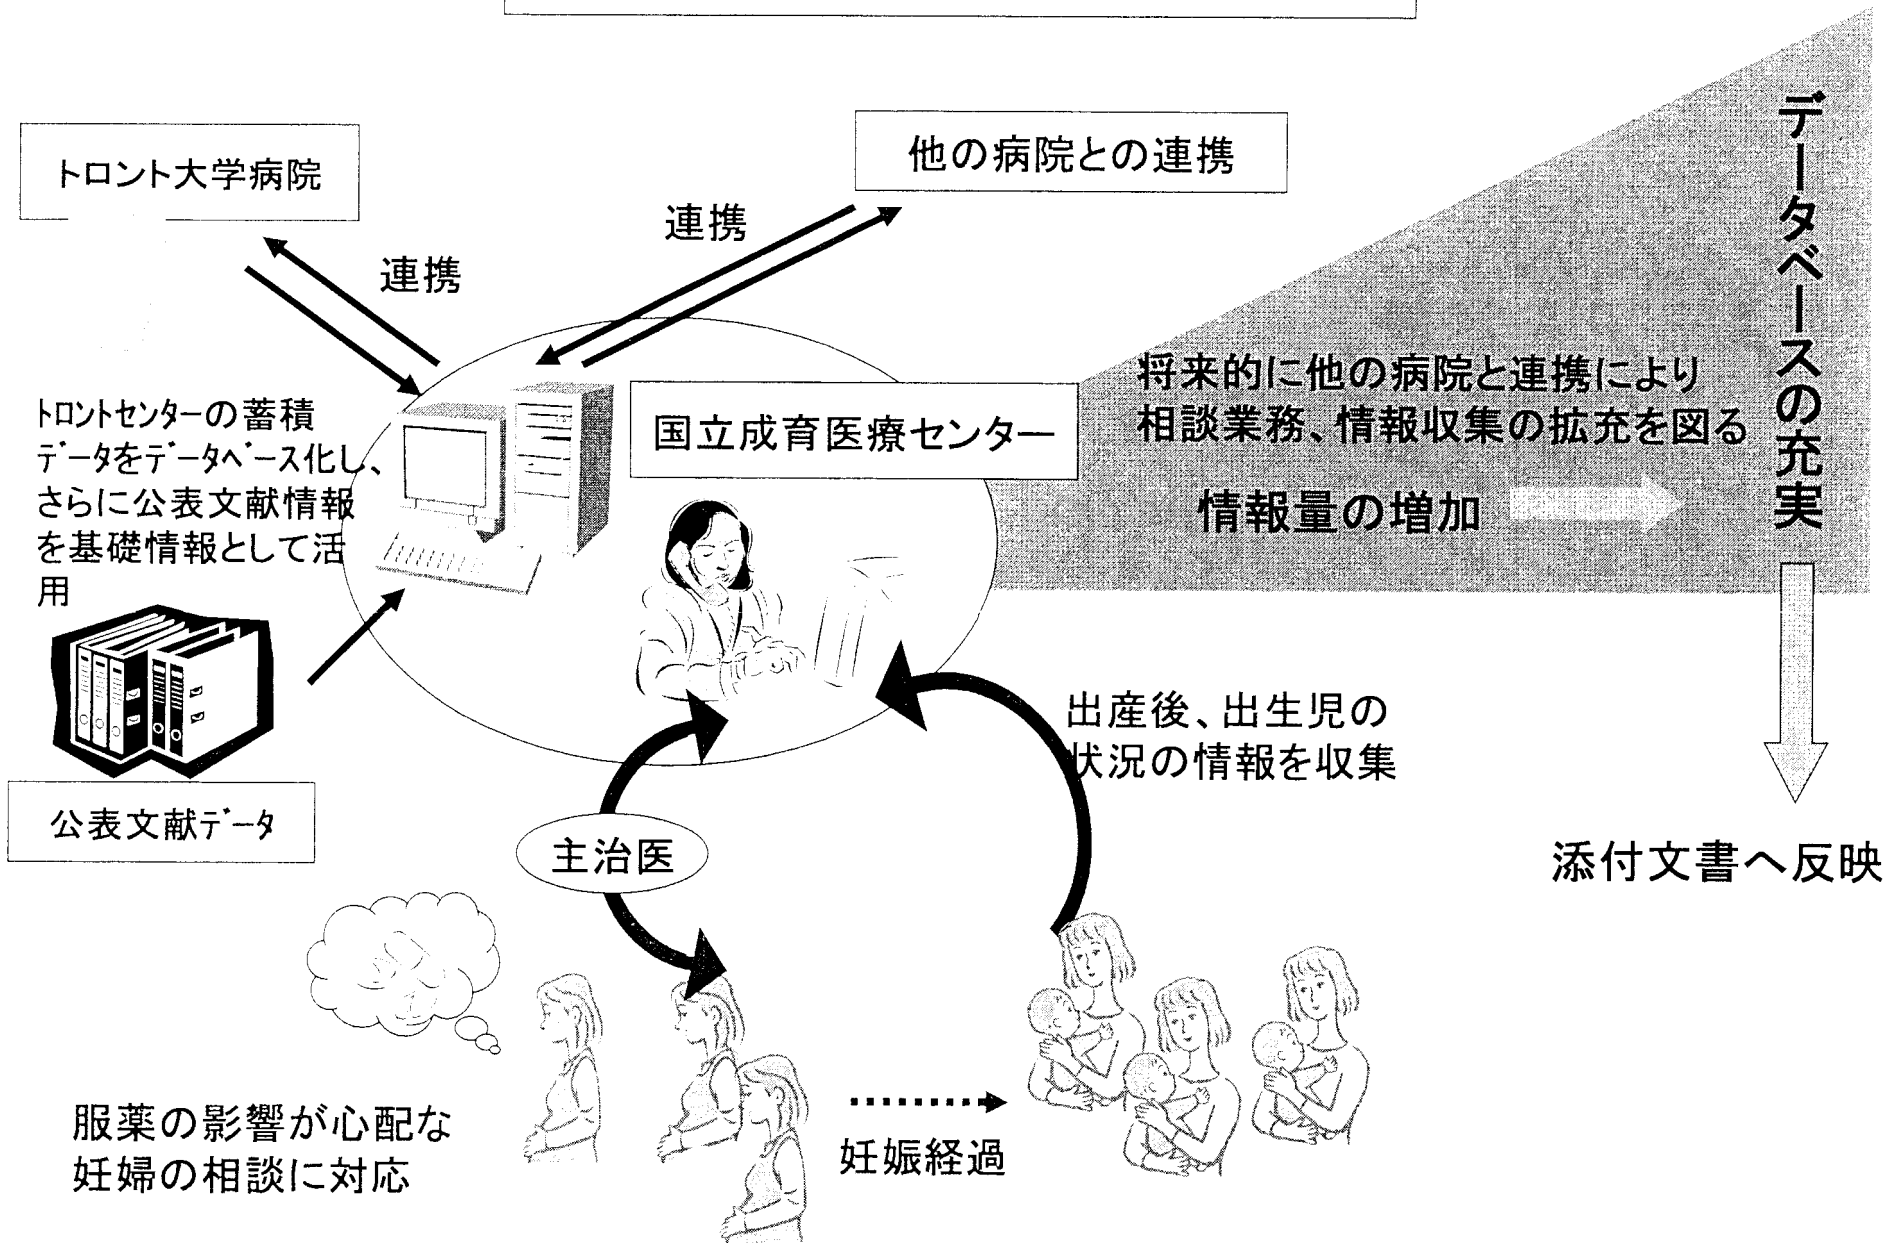 トロント大学病院
他の病院との連携
連携
連携
データベースの充実
トロントセンターの蓄積
データをデータベース化し、
さらに公表文献情報
を基礎情報として活
用
国立成育医療センター
将来的に他の病院と連携により
相談業務、情報収集の拡充を図る
情報量の増加
公表文献データ
出産後、出生児の
状況の情報を収集
主治医
添付文書へ反映
服薬の影響が心配な
妊婦の相談に対応
妊娠経過